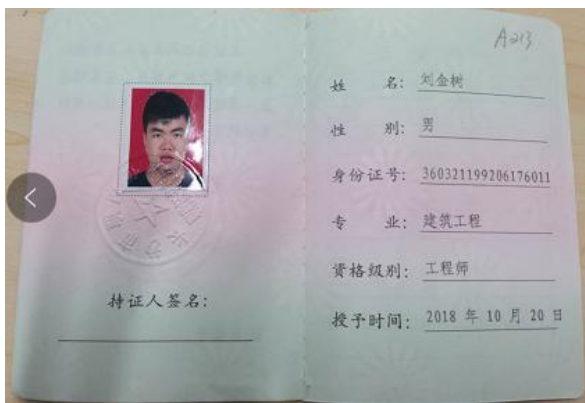 A213
姓 名: 刘金树
性 别: 男
身份证号: 360321199206176011
专 业: 建筑工程
资格级别: 工程师
持证人签名:
授予时间: 2018 年 10 月 20 日